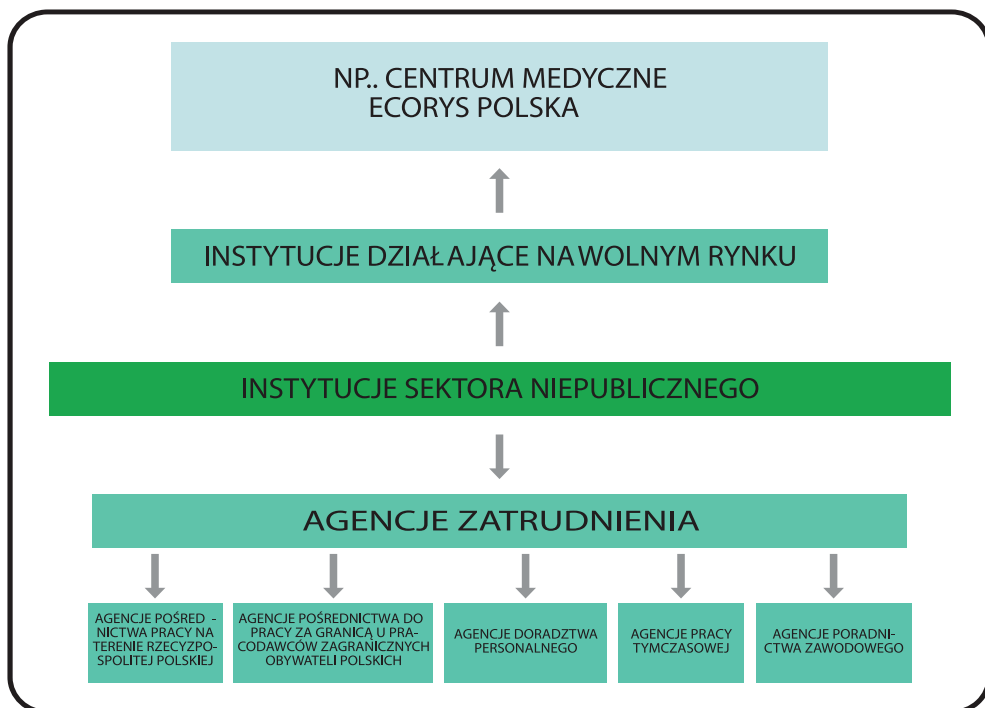 NP.. CENTRUM MEDYCZNE
ECORYS POLSKA
INSTYTUCJE DZIAŁAJĄCE NA WOLNYM RYNKU
INSTYTUCJE SEKTORA NIEPUBLICZNEGO
AGENCJE ZATRUDNIENIA
AGENCJE POŚRED -
NICTWA PRACY NA
TERENIE RZECYZPO-
SPOLITEJ POLSKIEJ
AGENCJE POŚREDNICTWA DO
PRACY ZA GRANICĄ U PRA-
CODAWCÓW ZAGRANICZNYCH
OBYWATELI POLSKICH
AGENCJE DORADZTWA
PERSONALNEGO
AGENCJE PRACY
TYMCZASOWEJ
AGENCJE PORADNI-
CTWA ZAWODOWEGO